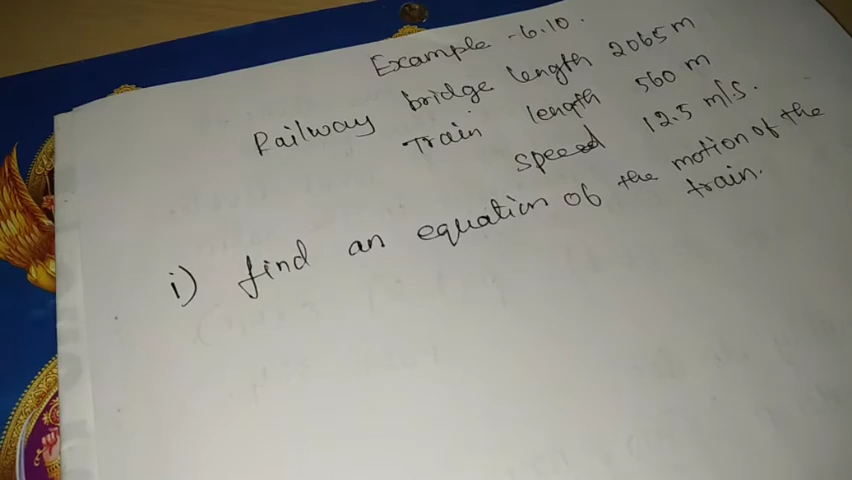 Example - 6.10.
Railway bridge length 2065 m
Train length 560 m
speed 12.5 m/s.
i) find an equation of the motion of the
train.